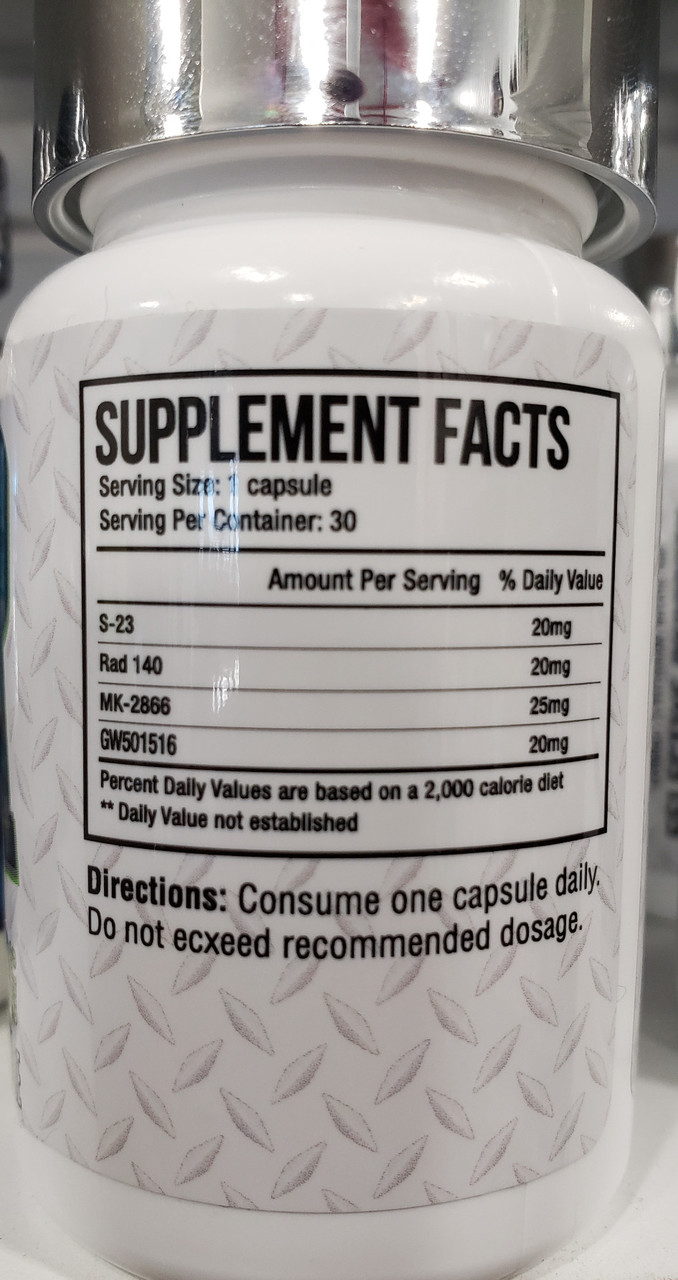 SUPPLEMENT FACTS
Serving Size: 1 capsule
Serving Per Container: 30
Amount Per Serving % Daily Value
S-23 20mg
Rad 140 20mg
MK-2866 25mg
GW501516 20mg
Percent Daily Values are based on a 2,000 calorie diet
** Daily Value not established
Directions: Consume one capsule daily.
Do not ecxeed recommended dosage.